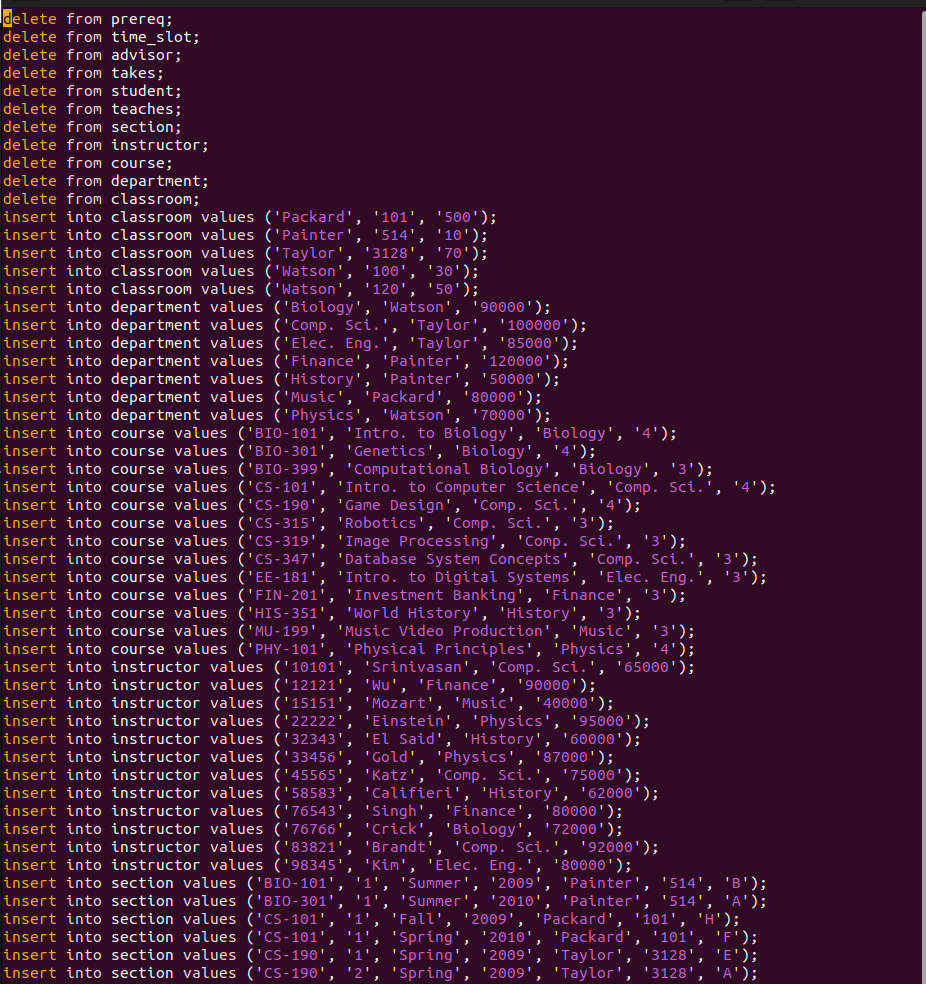 delete from prereq;
delete from time_slot;
delete from advisor;
delete from takes;
delete from student;
delete from teaches;
delete from section;
delete from instructor;
delete from course;
delete from department;
delete from classroom;
insert into classroom values ('Packard', '101', '500');
insert into classroom values ('Painter', '514', '10');
insert into classroom values ('Taylor', '3128', '70');
insert into classroom values ('Watson', '100', '30');
insert into classroom values ('Watson', '120', '50');
insert into department values ('Biology', 'Watson', '90000');
insert into department values ('Comp. Sci.', 'Taylor', '100000');
insert into department values ('Elec. Eng.', 'Taylor', '85000');
insert into department values ('Finance', 'Painter', '120000');
insert into department values ('History', 'Painter', '50000');
insert into department values ('Music', 'Packard', '80000');
insert into department values ('Physics', 'Watson', '70000');
insert into course values ('BIO-101', 'Intro. to Biology', 'Biology', '4');
insert into course values ('BIO-301', 'Genetics', 'Biology', '4');
insert into course values ('BIO-399', 'Computational Biology', 'Biology', '3');
insert into course values ('CS-101', 'Intro. to Computer Science', 'Comp. Sci.', '4');
insert into course values ('CS-190', 'Game Design', 'Comp. Sci.', '4');
insert into course values ('CS-315', 'Robotics', 'Comp. Sci.', '3');
insert into course values ('CS-319', 'Image Processing', 'Comp. Sci.', '3');
insert into course values ('CS-347', 'Database System Concepts', 'Comp. Sci.', '3');
insert into course values ('EE-181', 'Intro. to Digital Systems', 'Elec. Eng.', '3');
insert into course values ('FIN-201', 'Investment Banking', 'Finance', '3');
insert into course values ('HIS-351', 'World History', 'History', '3');
insert into course values ('MU-199', 'Music Video Production', 'Music', '3');
insert into course values ('PHY-101', 'Physical Principles', 'Physics', '4');
insert into instructor values ('10101', 'Srinivasan', 'Comp. Sci.', '65000');
insert into instructor values ('12121', 'Wu', 'Finance', '90000');
insert into instructor values ('15151', 'Mozart', 'Music', '40000');
insert into instructor values ('22222', 'Einstein', 'Physics', '95000');
insert into instructor values ('32343', 'El Said', 'History', '60000');
insert into instructor values ('33456', 'Gold', 'Physics', '87000');
insert into instructor values ('45565', 'Katz', 'Comp. Sci.', '75000');
insert into instructor values ('58583', 'Califieri', 'History', '62000');
insert into instructor values ('76543', 'Singh', 'Finance', '80000');
insert into instructor values ('76766', 'Crick', 'Biology', '72000');
insert into instructor values ('83821', 'Brandt', 'Comp. Sci.', '92000');
insert into instructor values ('98345', 'Kim', 'Elec. Eng.', '80000');
insert into section values ('BIO-101', '1', 'Summer', '2009', 'Painter', '514', 'B');
insert into section values ('BIO-301', '1', 'Summer', '2010', 'Painter', '514', 'A');
insert into section values ('CS-101', '1', 'Fall', '2009', 'Packard', '101', 'H');
insert into section values ('CS-101', '1', 'Spring', '2010', 'Packard', '101', 'F');
insert into section values ('CS-190', '1', 'Spring', '2009', 'Taylor', '3128', 'E');
insert into section values ('CS-190', '2', 'Spring', '2009', 'Taylor', '3128', 'A');